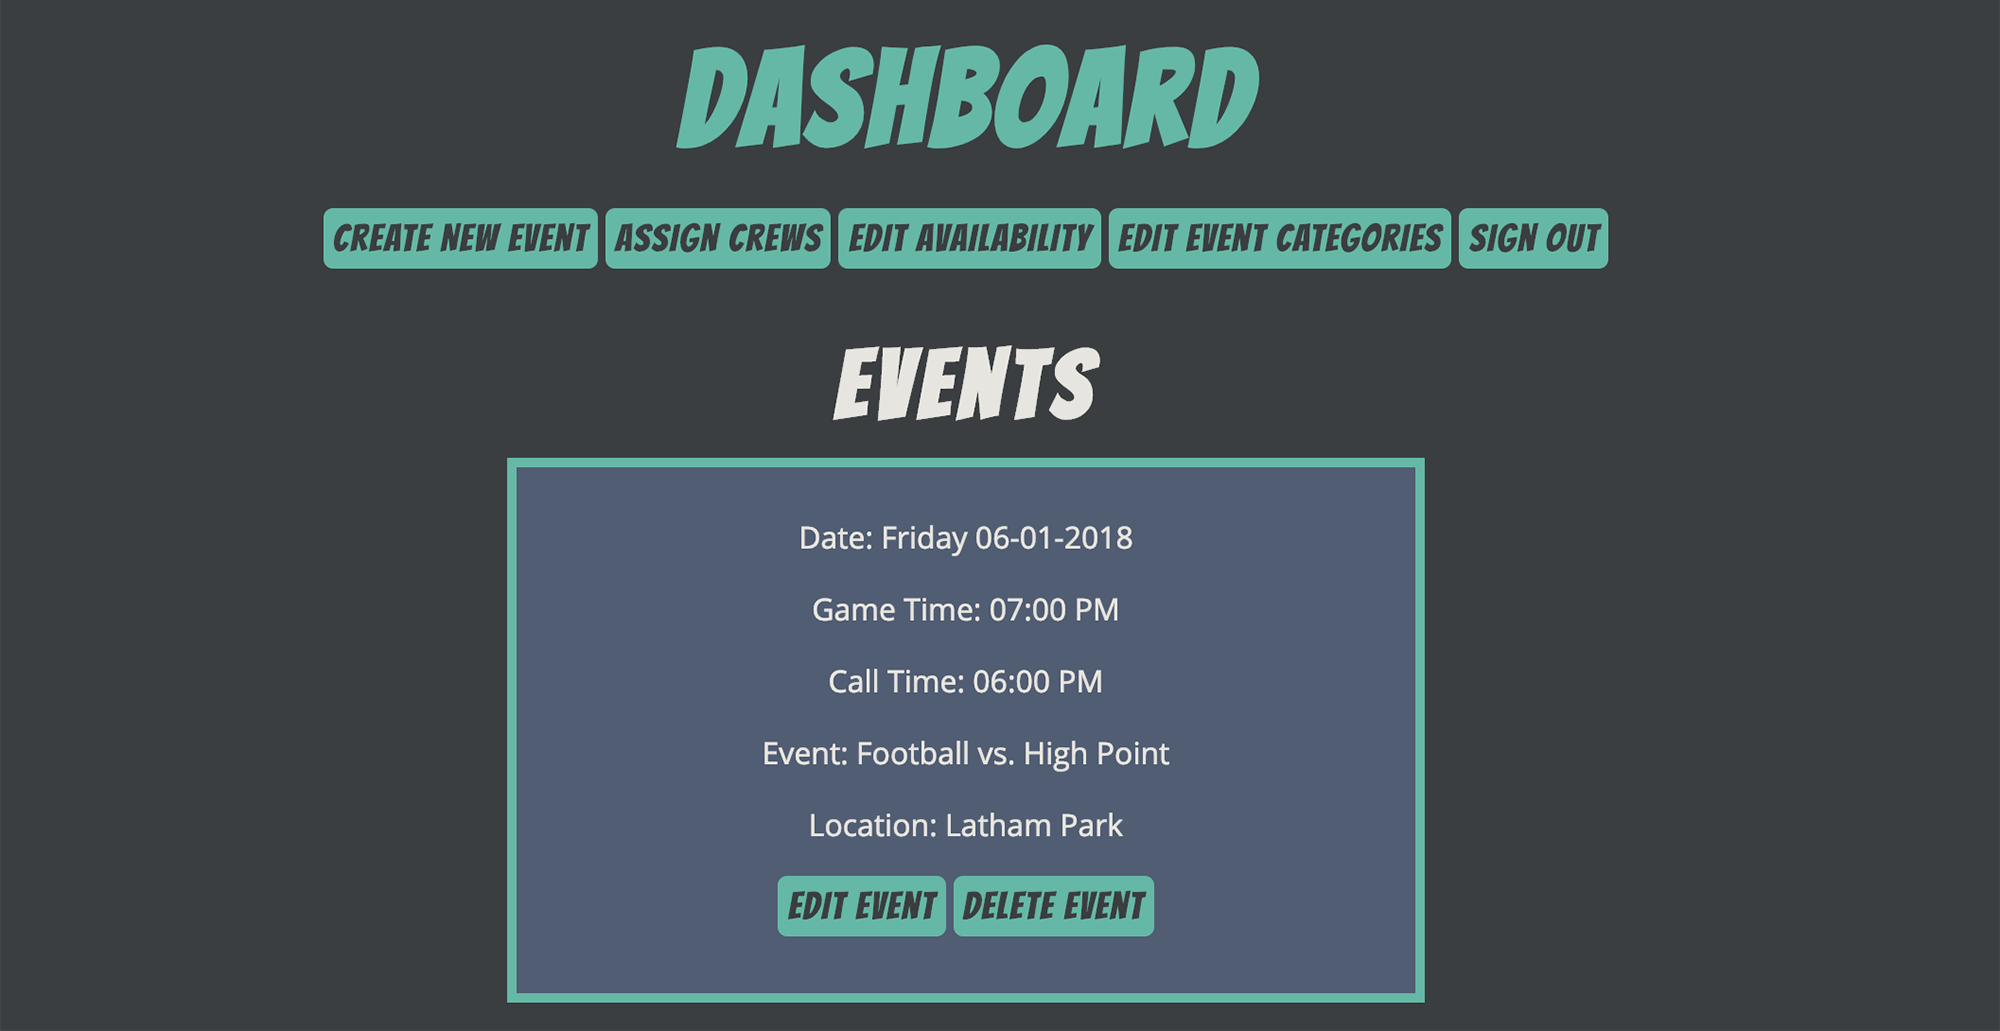 DASHBOARD
CREATE NEW EVENT ASSIGN CREWS EDIT AVAILABILITY EDIT EVENT CATEGORIES SIGN OUT
EVENTS
Date: Friday 06-01-2018
Game Time: 07:00 PM
Call Time: 06:00 PM
Event: Football vs. High Point
Location: Latham Park
EDIT EVENT DELETE EVENT